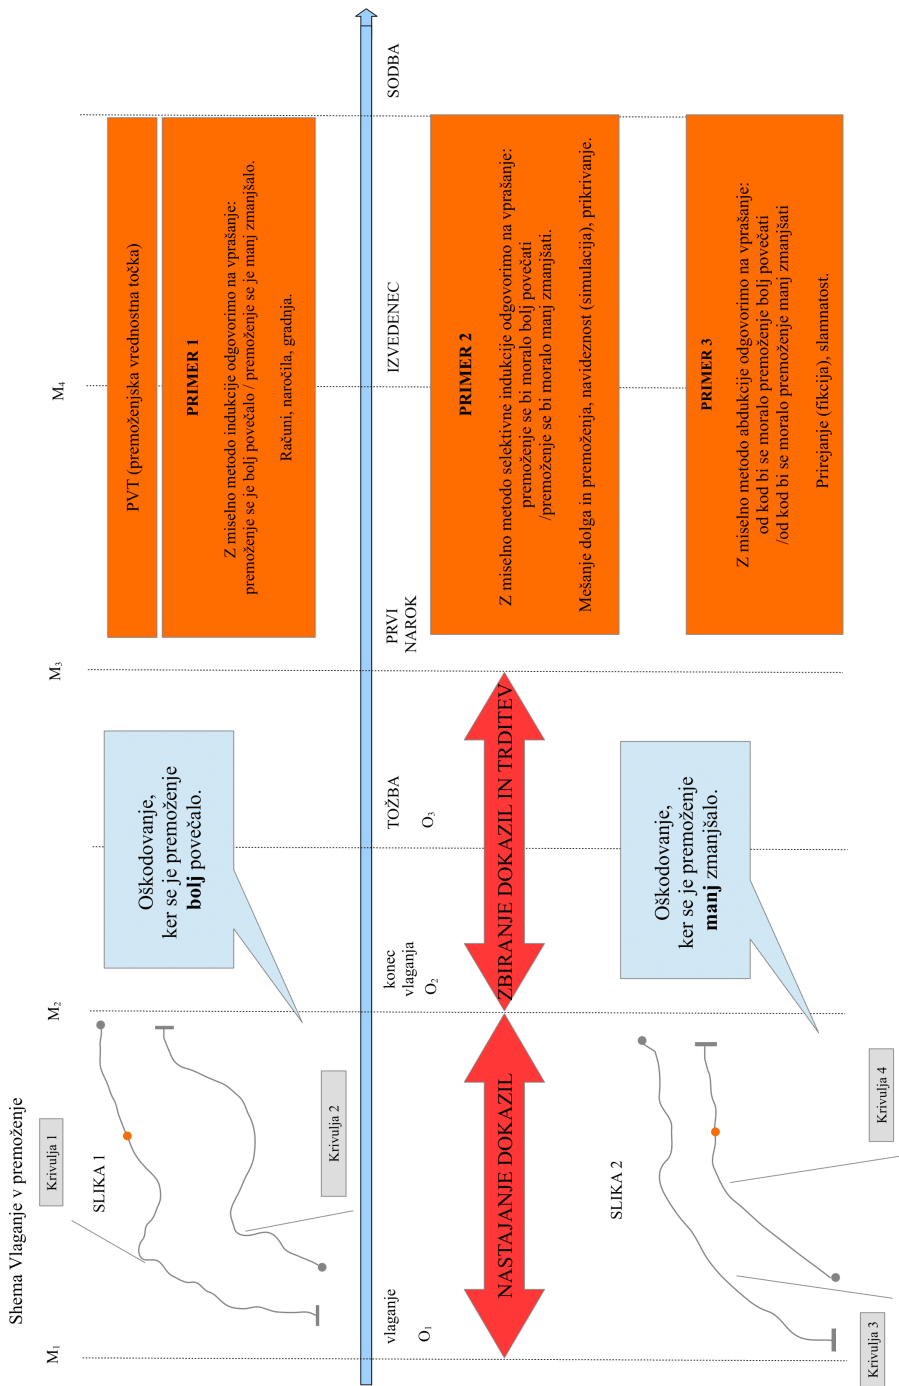 Shema Vlaganje v premoženje
M₁
M₂
M₃
M₄
Krivulja 1
SLIKA 1
Krivulja 2
Oškodovanje,
ker se je premoženje
bolj povečalo.
PVT (premoženjska vrednostna točka)
PRIMER 1
Z miselno metodo indukcije odgovorimo na vprašanje:
premoženje se je bolj povečalo / premoženje se je manj zmanjšalo.
Računi, naročila, gradnja.
vlaganje
O₁
konec
vlaganja
O₂
TOŽBA
O₃
PRVI
NAROK
IZVEDENEC
SODBA
NASTAJANJE DOKAZIL
ZBIRANJE DOKAZIL IN TRDITEV
PRIMER 2
Z miselno metodo selektivne indukcije odgovorimo na vprašanje:
premoženje se bi moralo bolj povečati
/premoženje se bi moralo manj zmanjšati.
Mešanje dolga in premoženja, navideznost (simulacija), prikrivanje.
SLIKA 2
Krivulja 3
Krivulja 4
Oškodovanje,
ker se je premoženje
manj zmanjšalo.
PRIMER 3
Z miselno metodo abdukcije odgovorimo na vprašanje:
od kod bi se moralo premoženje bolj povečati
/od kod bi se moralo premoženje manj zmanjšati
Prirejanje (fikcija), slamnatost.